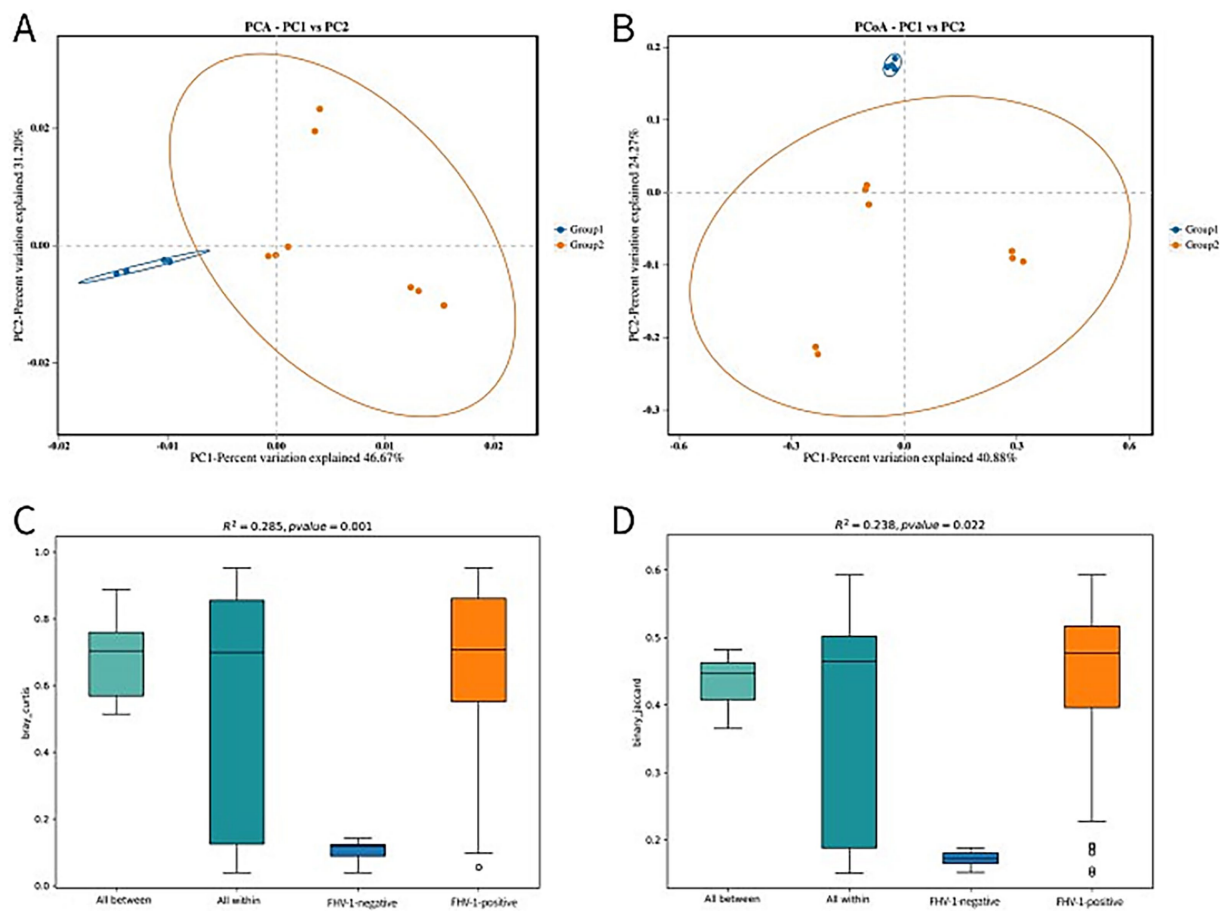 A
PCA - PC1 vs PC2
PC2-Percent variation explained 31.20%
0.02
0.00
-0.02
-0.02
-0.01
0.00
0.02
0.02
PC1-Percent variation explained 46.67%
Group1
Group2
B
PCoA - PC1 vs PC2
PC2-Percent variation explained 24.27%
0.2
0.1
0.0
-0.1
-0.2
-0.3
-0.6
-0.3
0.0
0.3
0.6
PC1-Percent variation explained 40.88%
Group1
Group2
C
R² = 0.285, pvalue = 0.001
bray_curtis
1.0
0.8
0.6
0.4
0.2
0.0
All between
All within
FHV-1-negative
FHV-1-positive
D
R² = 0.238, pvalue = 0.022
binary_jaccard
0.6
0.5
0.4
0.3
0.2
All between
All within
FHV-1-negative
FHV-1-positive